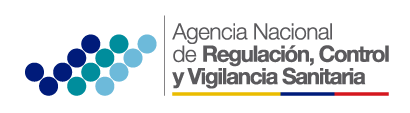 Agencia Nacional
de Regulación, Control
y Vigilancia Sanitaria